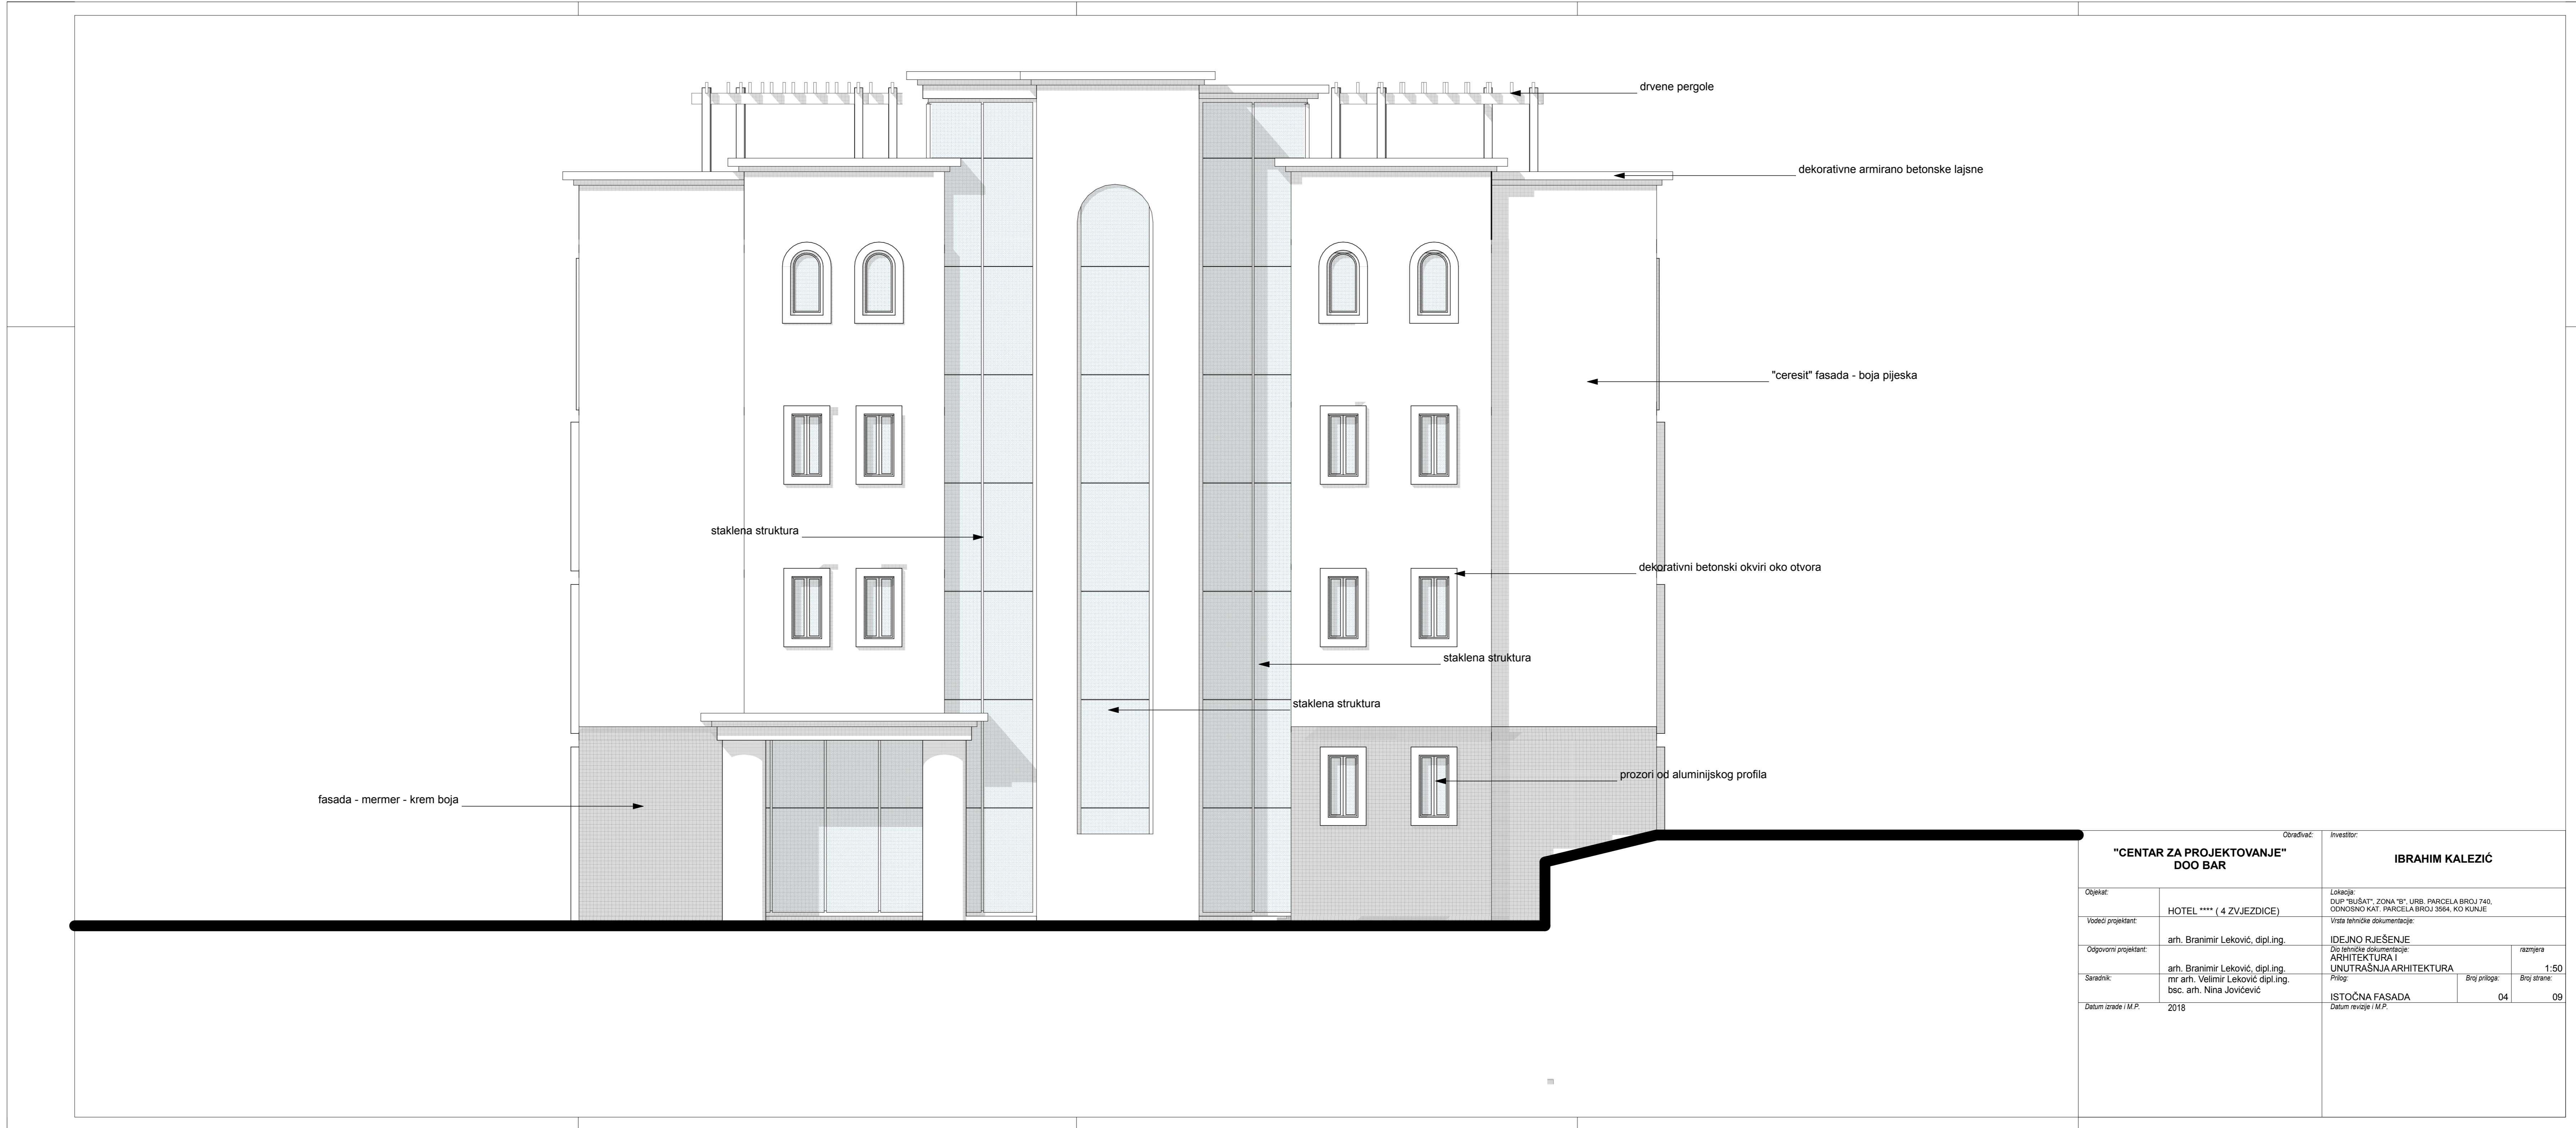 drvene pergole
dekorativne armirano betonske lajsne
"ceresit" fasada - boja pijeska
staklena struktura
dekorativni betonski okviri oko otvora
staklena struktura
staklena struktura
prozori od aluminijskog profila
fasada - mermer - krem boja
Obrađivač:
"CENTAR ZA PROJEKTOVANJE"
DOO BAR
Investitor:
IBRAHIM KALEZIĆ
Objekat:
HOTEL **** ( 4 ZVJEZDICE)
Lokacija:
DUP "BUŠAT", ZONA "B", URB. PARCELA BROJ 740,
ODNOSNO KAT. PARCELA BROJ 3564, KO KUNJE
Vodeći projektant:
arh. Branimir Leković, dipl.ing.
Vrsta tehničke dokumentacije:
IDEJNO RJEŠENJE
Odgovorni projektant:
arh. Branimir Leković, dipl.ing.
Dio tehničke dokumentacije:
ARHITEKTURA I
UNUTRAŠNJA ARHITEKTURA
razmjera
1:50
Saradnik:
mr arh. Velimir Leković dipl.ing.
bsc. arh. Nina Jovićević
Prilog:
ISTOČNA FASADA
Broj priloga:
04
Broj strane:
09
Datum izrade i M.P.
2018
Datum revizije i M.P.